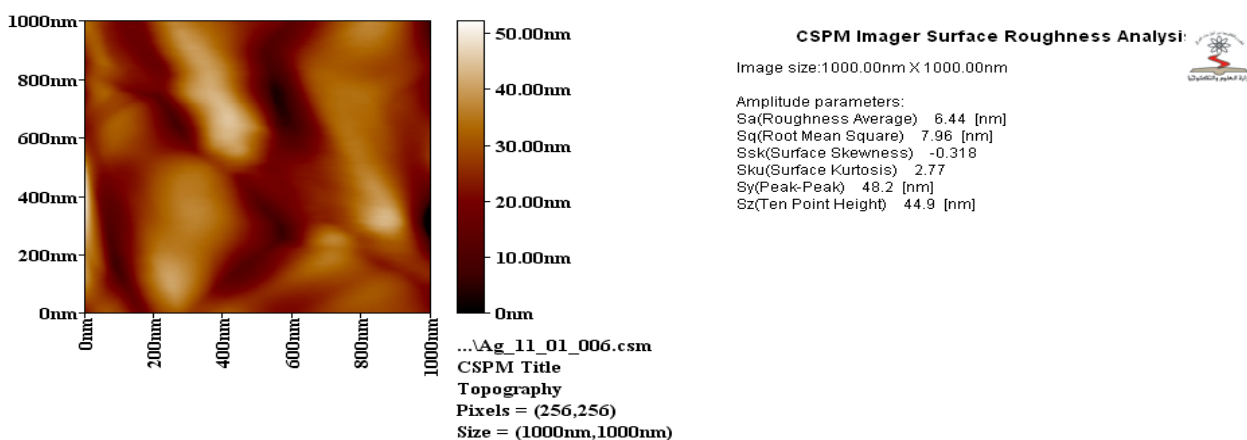 1000nm
800nm
600nm
400nm
200nm
0nm
0nm
200nm
400nm
600nm
800nm
1000nm
50.00nm
40.00nm
30.00nm
20.00nm
10.00nm
0nm
...\Ag_11_01_006.csm
CSPM Title
Topography
Pixels = (256,256)
Size = (1000nm,1000nm)
CSPM Imager Surface Roughness Analysi
Image size:1000.00nm X 1000.00nm
Amplitude parameters:
Sa(Roughness Average) 6.44 [nm]
Sq(Root Mean Square) 7.96 [nm]
Ssk(Surface Skewness) -0.318
Sku(Surface Kurtosis) 2.77
Sy(Peak-Peak) 48.2 [nm]
Sz(Ten Point Height) 44.9 [nm]